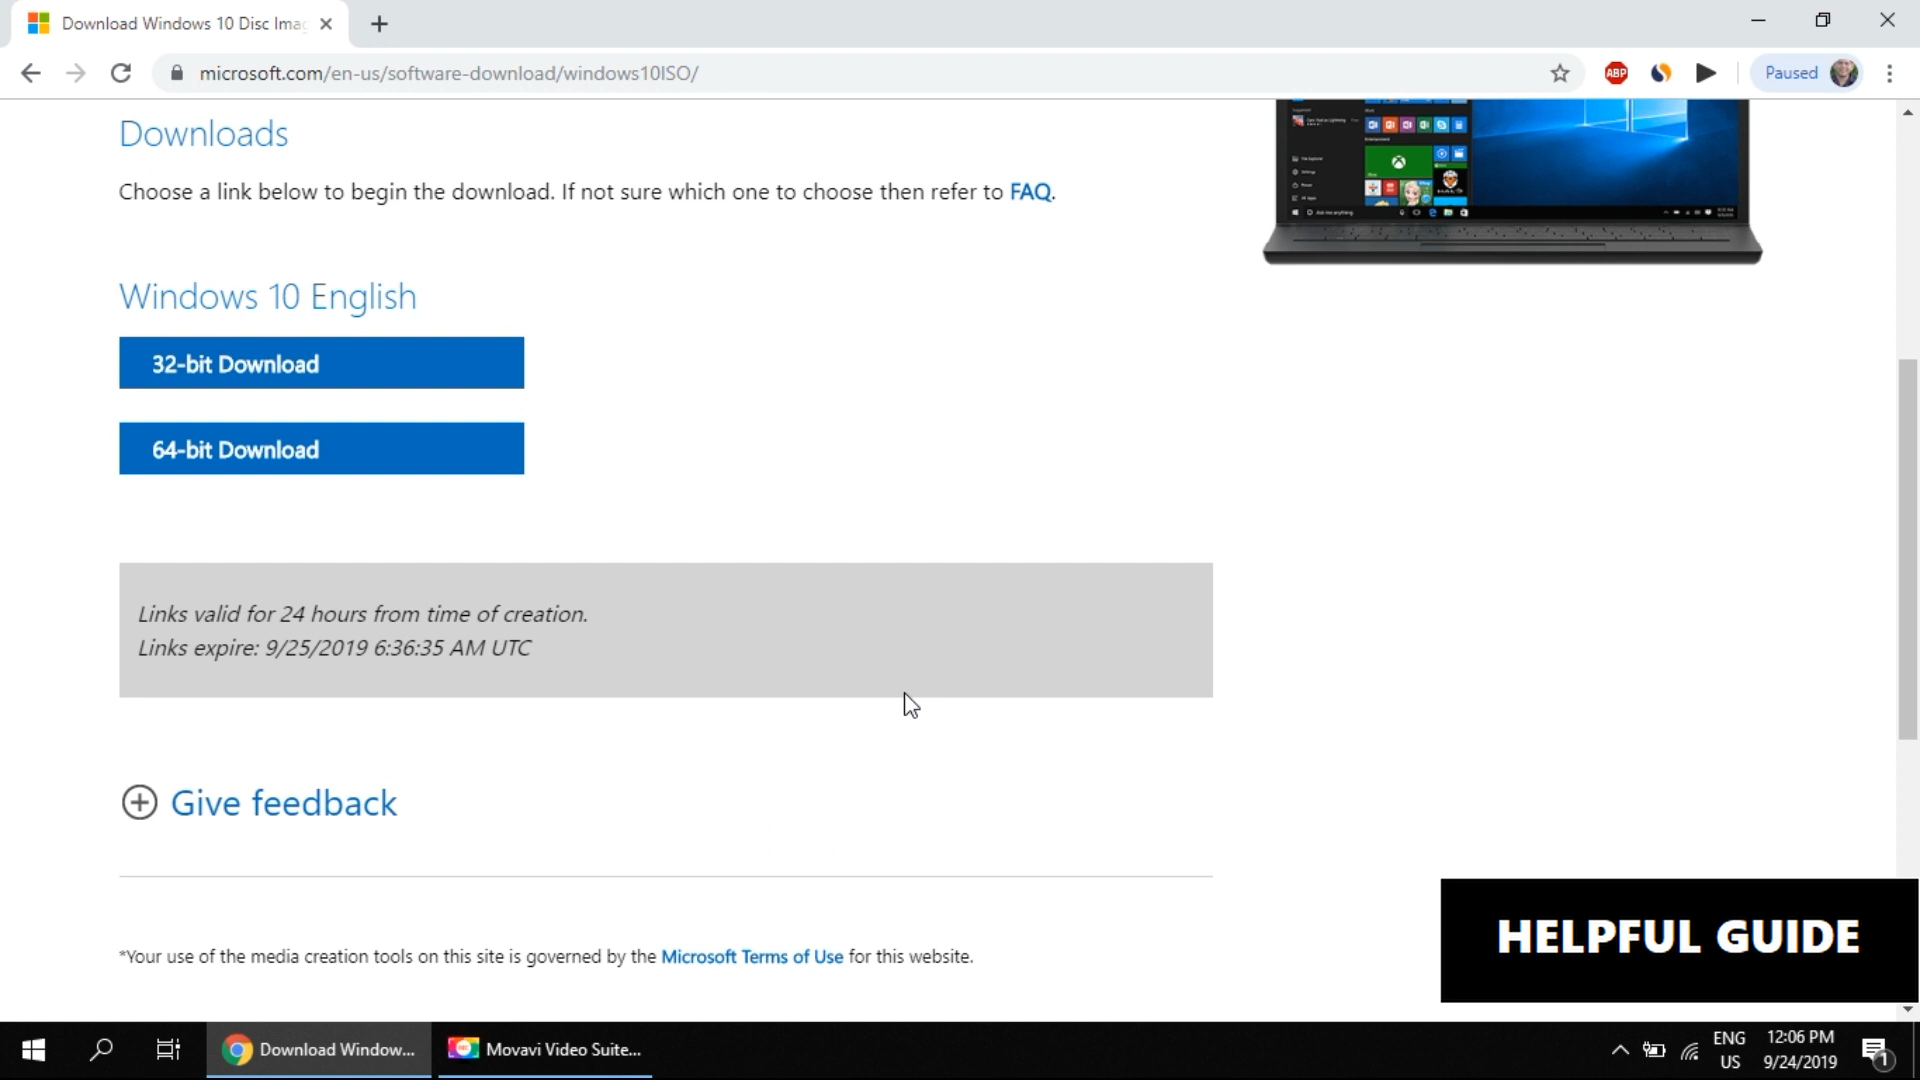 Download Windows 10 Disc Imag
microsoft.com/en-us/software-download/windows10ISO/
ABP
Paused
Downloads
Choose a link below to begin the download. If not sure which one to choose then refer to FAQ.
Windows 10 English
32-bit Download
64-bit Download
Links valid for 24 hours from time of creation.
Links expire: 9/25/2019 6:36:35 AM UTC
Give feedback
*Your use of the media creation tools on this site is governed by the Microsoft Terms of Use for this website.
HELPFUL GUIDE
Download Window...
Movavi Video Suite...
ENG
US
12:06 PM
9/24/2019
1